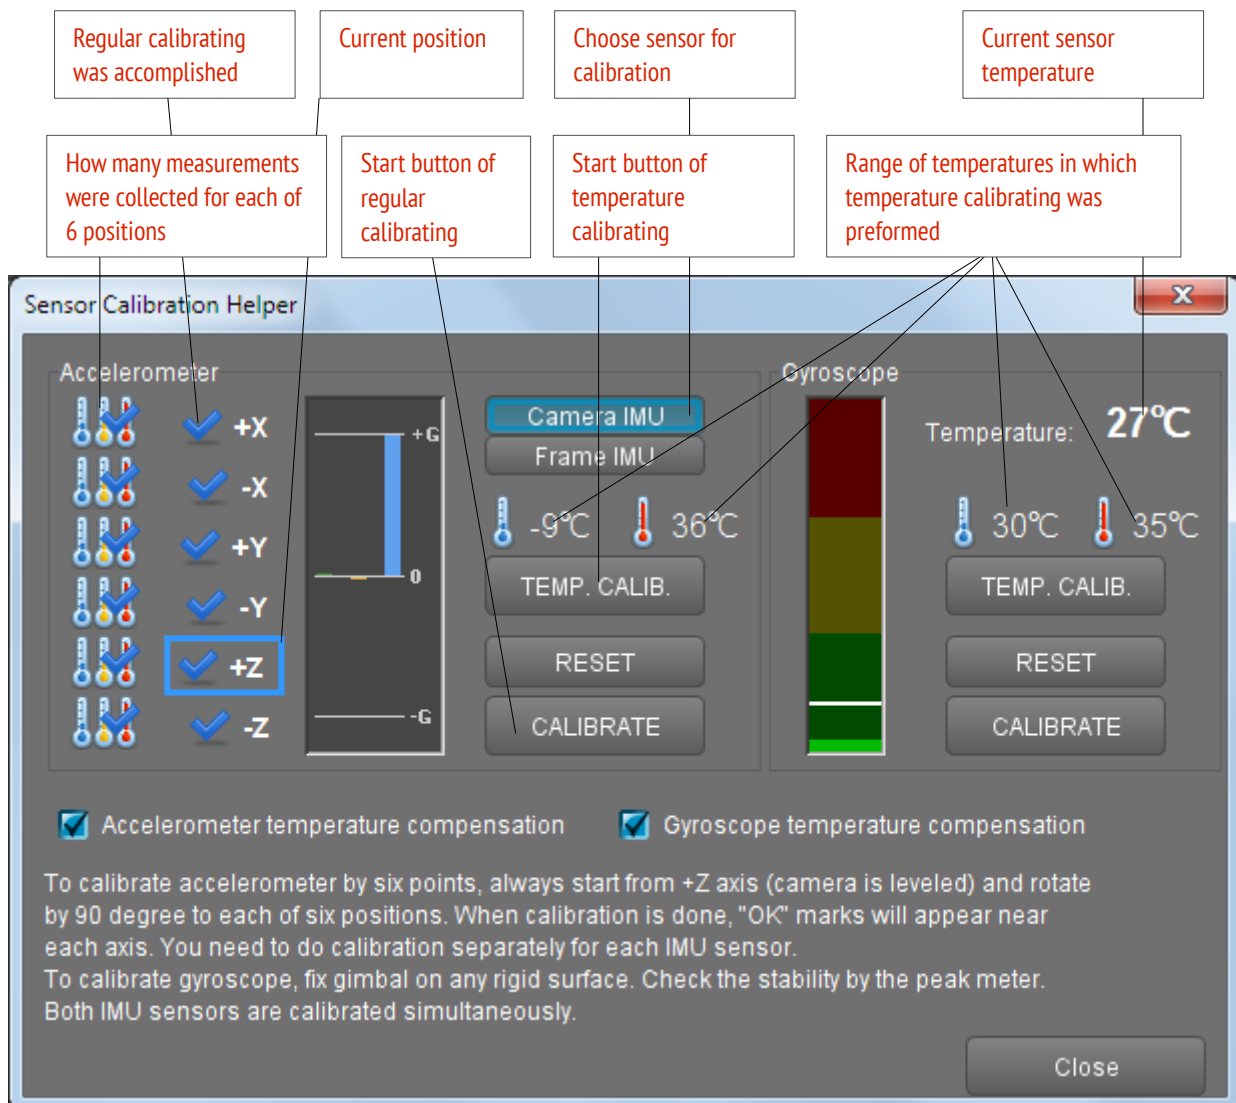 Regular calibrating
was accomplished
Current position
Choose sensor for
calibration
Current sensor
temperature
How many measurements
were collected for each of
6 positions
Start button of
regular
calibrating
Start button of
temperature
calibrating
Range of temperatures in which
temperature calibrating was
preformed
Sensor Calibration Helper
Accelerometer
+X
-X
+Y
-Y
+Z
-Z
+G
0
-G
Camera IMU
Frame IMU
-9°C 36°C
TEMP. CALIB.
RESET
CALIBRATE
Gyroscope
Temperature: 27°C
30°C 35°C
TEMP. CALIB.
RESET
CALIBRATE
Accelerometer temperature compensation
Gyroscope temperature compensation
To calibrate accelerometer by six points, always start from +Z axis (camera is leveled) and rotate
by 90 degree to each of six positions. When calibration is done, "OK" marks will appear near
each axis. You need to do calibration separately for each IMU sensor.
To calibrate gyroscope, fix gimbal on any rigid surface. Check the stability by the peak meter.
Both IMU sensors are calibrated simultaneously.
Close